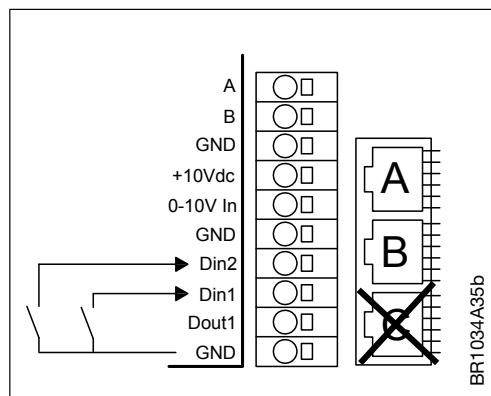 A
B
GND
+10Vdc
0-10V In
GND
Din2
Din1
Dout1
GND
A
B
C
BR1034A35b